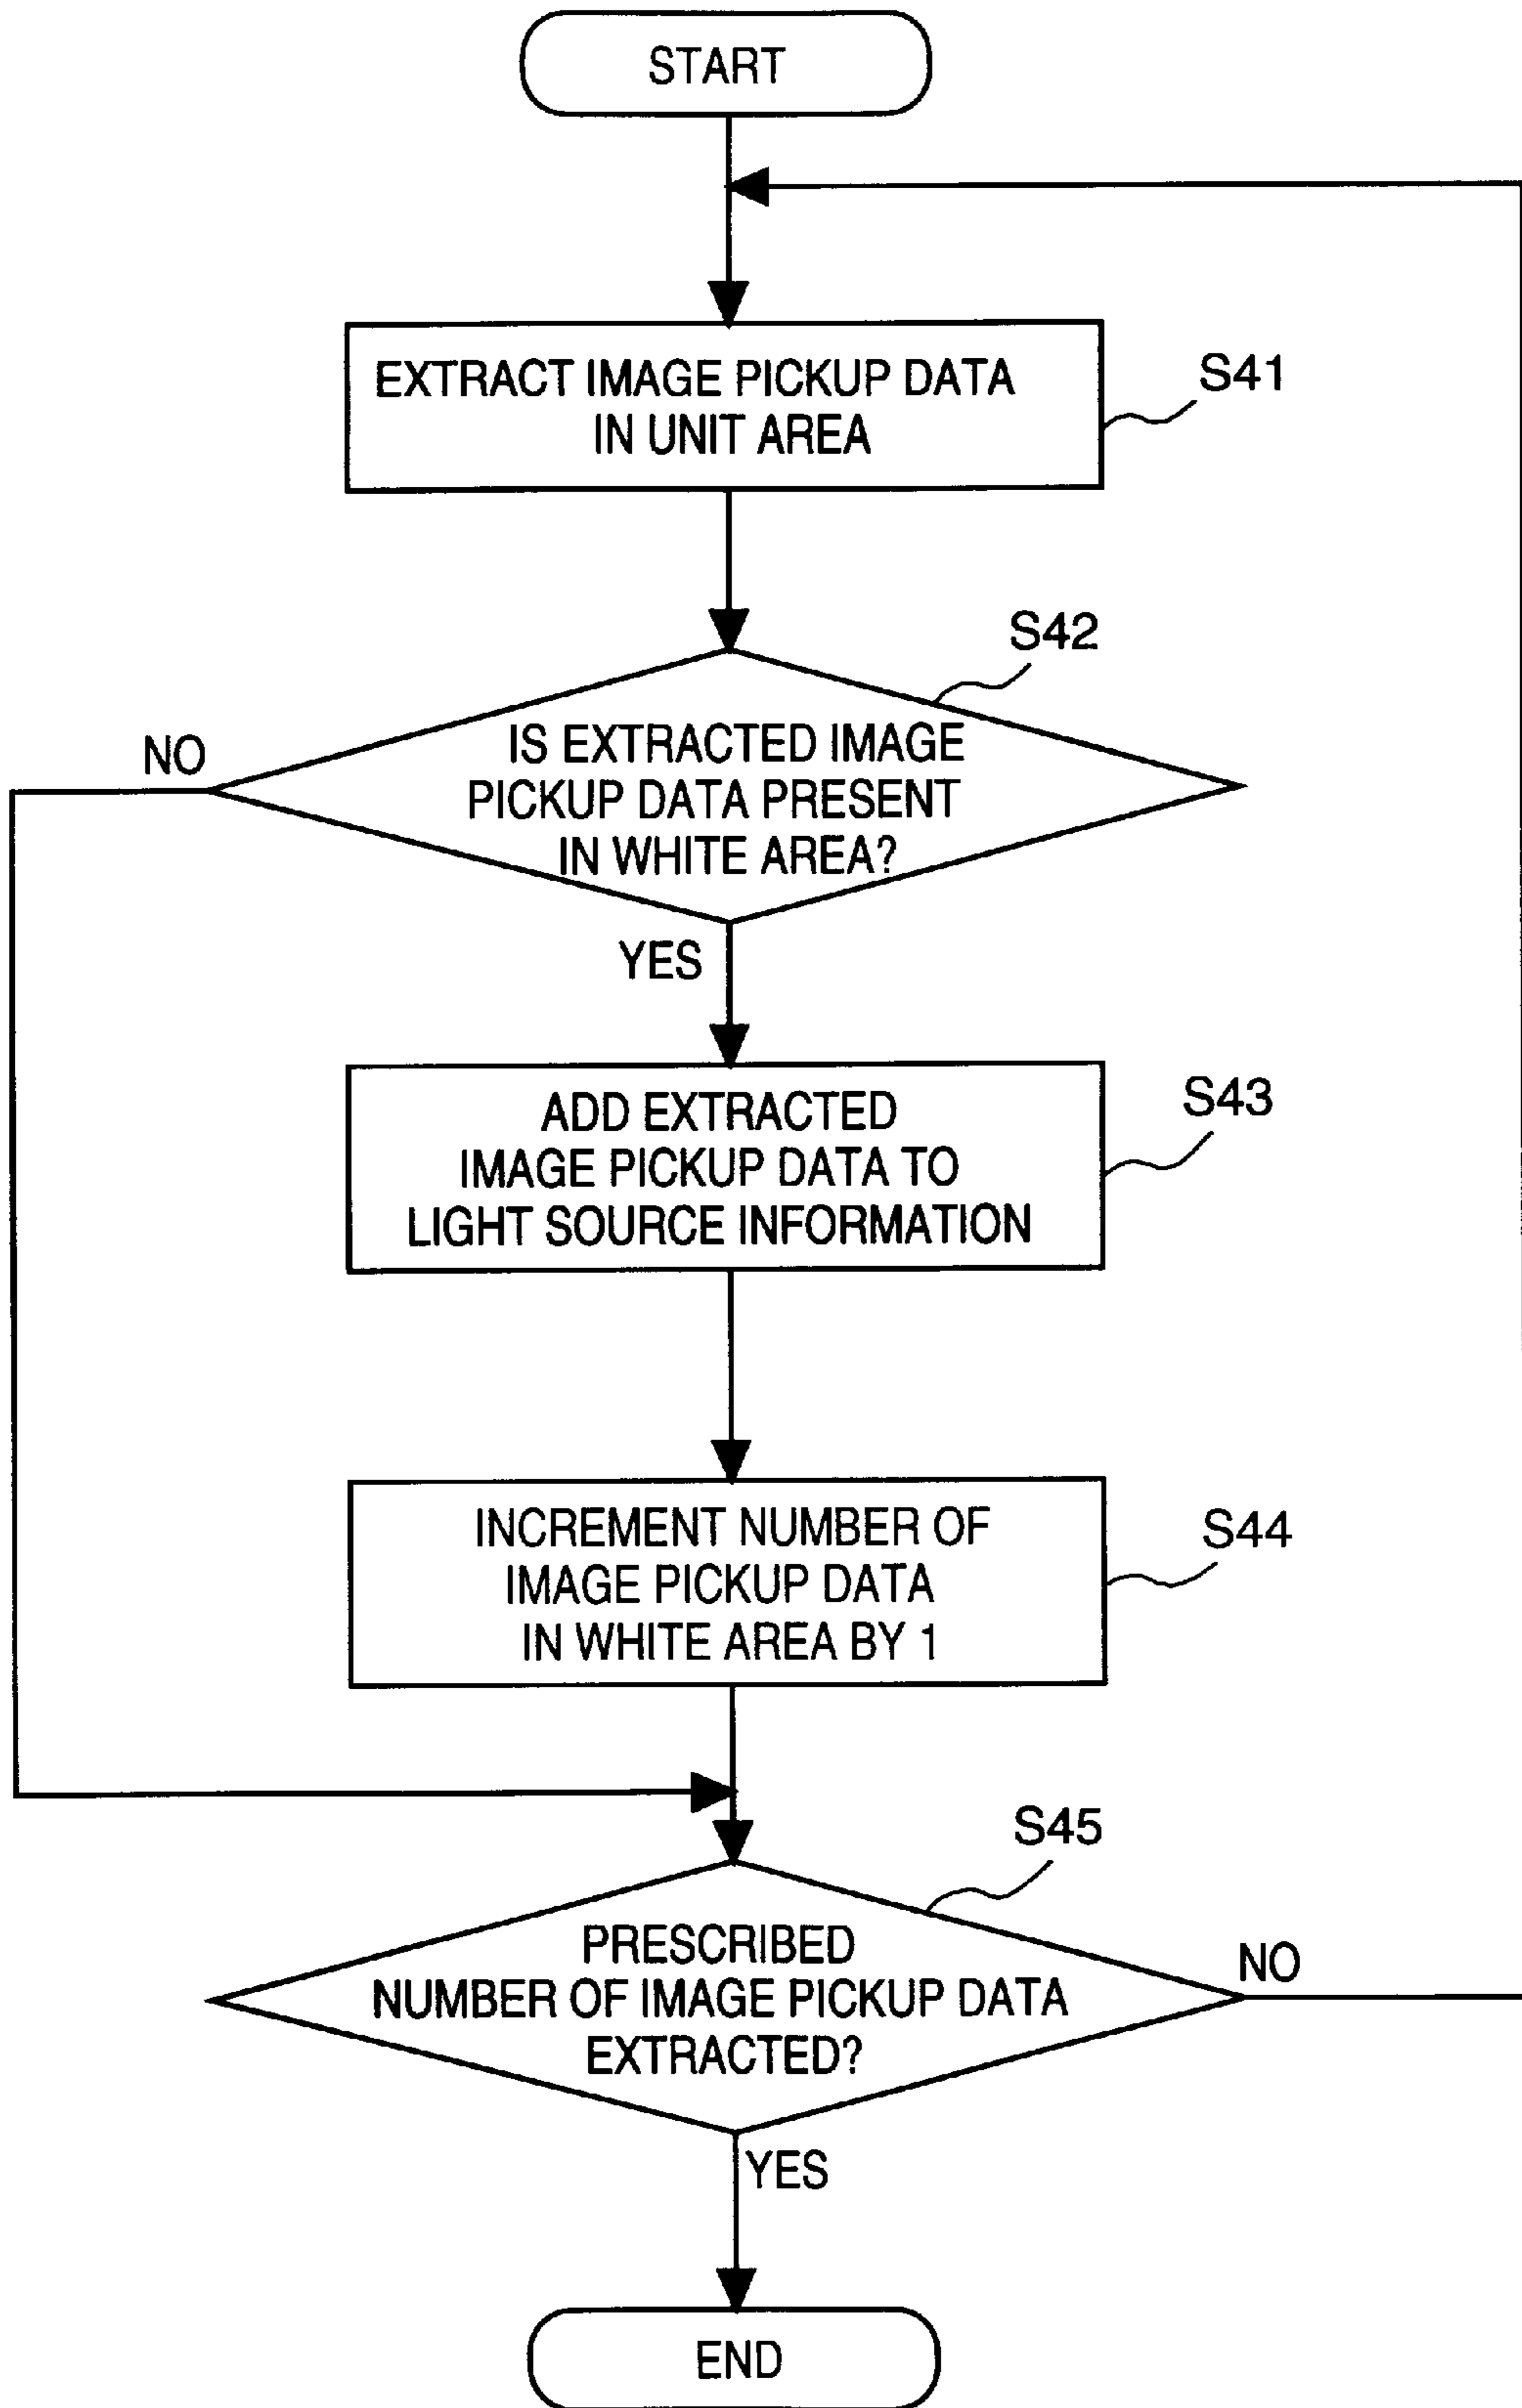 START
EXTRACT IMAGE PICKUP DATA
IN UNIT AREA
S41
S42
IS EXTRACTED IMAGE
PICKUP DATA PRESENT
IN WHITE AREA?
NO
YES
ADD EXTRACTED
IMAGE PICKUP DATA TO
LIGHT SOURCE INFORMATION
S43
INCREMENT NUMBER OF
IMAGE PICKUP DATA
IN WHITE AREA BY 1
S44
S45
PRESCRIBED
NUMBER OF IMAGE PICKUP DATA
EXTRACTED?
NO
YES
END